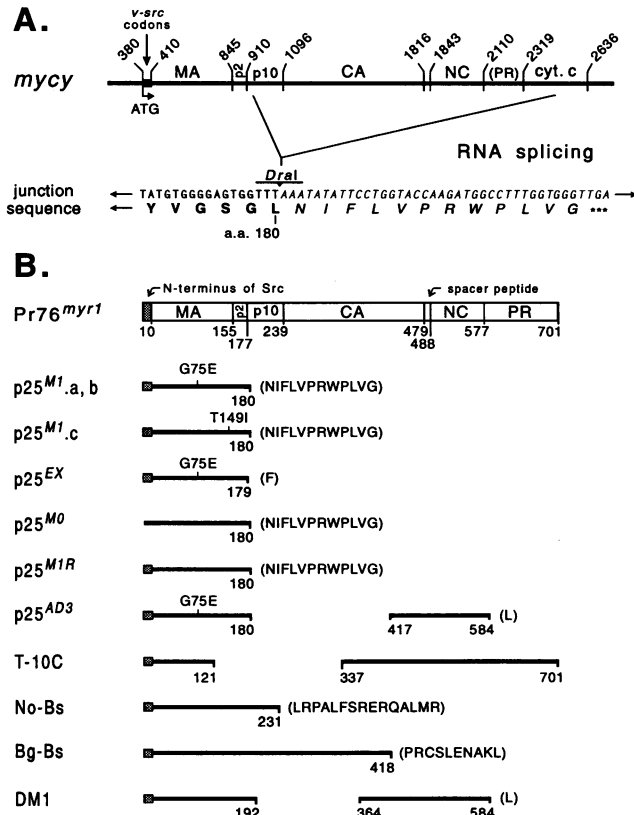 A.
v-src
codons
380 410 845 910 1096 1816 1843 2110 2319 2636
mycy MA p2 p10 CA NC (PR) cyt. c
ATG
RNA splicing
DraI
junction TATGTGGGGAGTGGTTTAAATATATTCCTGGTACCAAGATGGCCTTTGGTGGGTTGA
sequence Y V G S G L N I F L V P R W P L V G ***
a.a. 180
B.
N-terminus of Src spacer peptide
Pr76myr1 MA p2 p10 CA NC PR
10 155 177 239 479 488 577 701
G75E
p25M1.a, b (NIFLVPRWPLVG)
180
T149I
p25M1.c (NIFLVPRWPLVG)
180
G75E
p25EX (F)
179
p25M0 (NIFLVPRWPLVG)
180
p25M1R (NIFLVPRWPLVG)
180
G75E
p25AD3 (L)
180 417 584
T-10C
121 337 701
No-Bs (LRPALFSRERQALMR)
231
Bg-Bs (PRCSLENAKL)
418
DM1 (L)
192 364 584